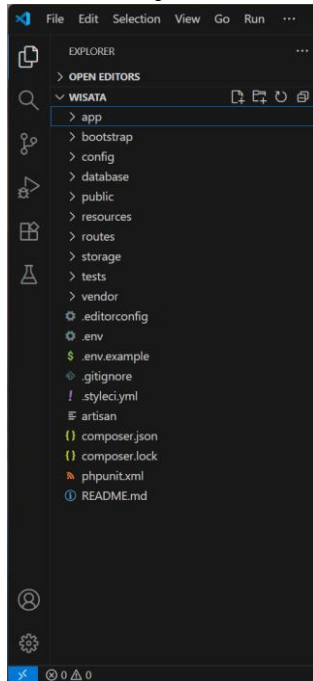 File Edit Selection View Go Run ...
EXPLORER ...
> OPEN EDITORS
WISATA
> app
> bootstrap
> config
> database
> public
> resources
> routes
> storage
> tests
> vendor
.editorconfig
.env
$ .env.example
.gitignore
! .styleci.yml
artisan
{} composer.json
{} composer.lock
phpunit.xml
README.md
0 0